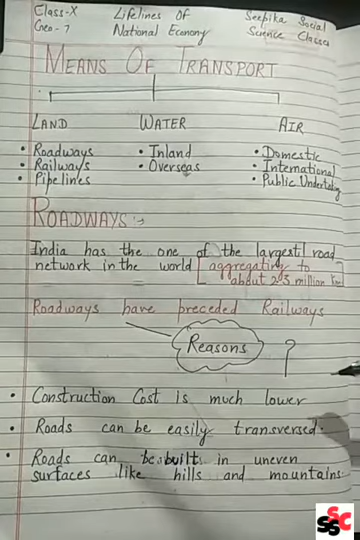 Class-X Lifelines Of Seepika Social
Geo-7 National Economy Science Classes
MEANS OF TRANSPORT
LAND WATER AIR
• Roadways • Inland • Domestic
• Railways • Overseas • International
• Pipelines • Public Undertaking
ROADWAYS :→
India has the one of the largest road
network in the world [aggregating to
about 2.3 million km]
Roadways have preceded Railways
Reasons ?
• Construction Cost is much lower
• Roads can be easily transversed.
• Roads can be built in uneven
surfaces like hills and mountains.
SSSC